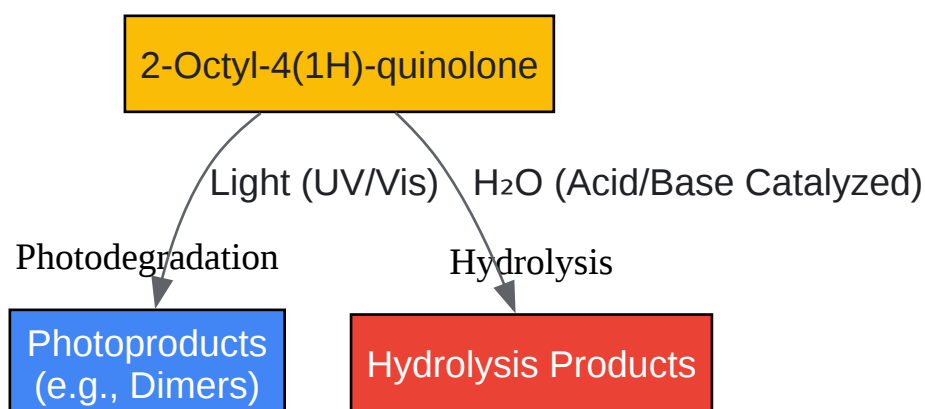 2-Octyl-4(1H)-quinolone
Light (UV/Vis)
H₂O (Acid/Base Catalyzed)
Photodegradation
Hydrolysis
Photoproducts
(e.g., Dimers)
Hydrolysis Products